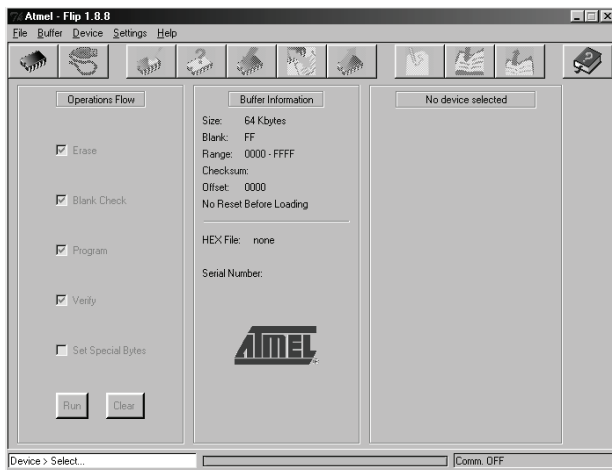 Atmel - Flip 1.8.8
File Buffer Device Settings Help
Operations Flow
Erase
Blank Check
Program
Verify
Set Special Bytes
Run Clear
Buffer Information
Size: 64 Kbytes
Blank: FF
Range: 0000 - FFFF
Checksum:
Offset: 0000
No Reset Before Loading
HEX File: none
Serial Number:
ATMEL
No device selected
Device > Select...
Comm. OFF